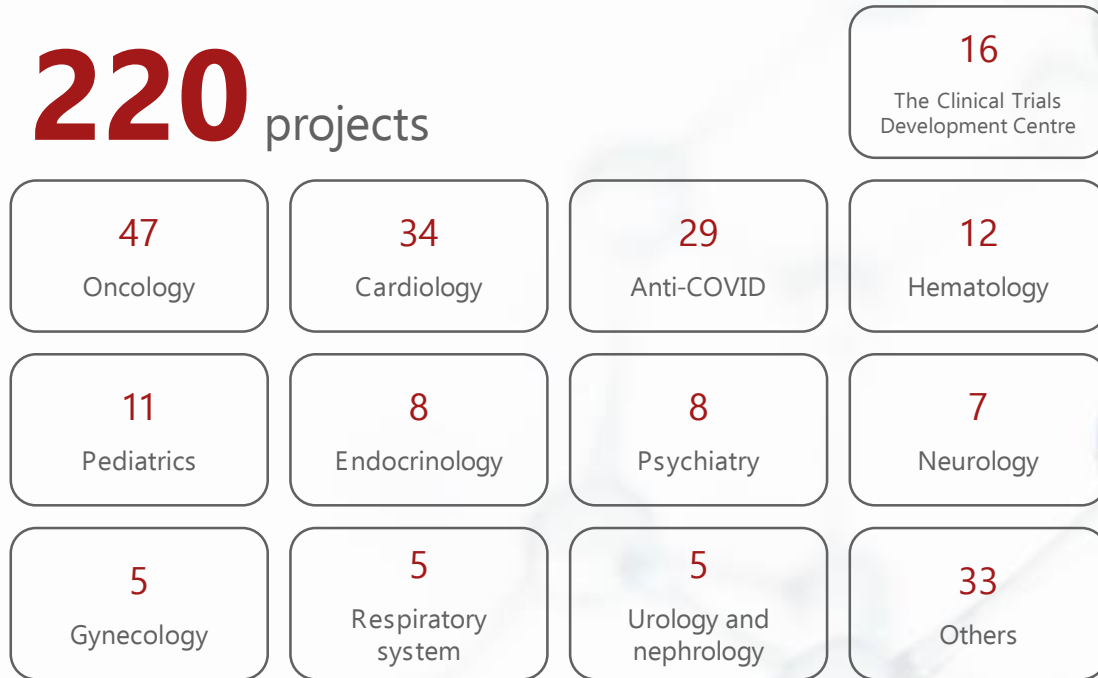 220 projects
16
The Clinical Trials
Development Centre
47
Oncology
34
Cardiology
29
Anti-COVID
12
Hematology
11
Pediatrics
8
Endocrinology
8
Psychiatry
7
Neurology
5
Gynecology
5
Respiratory
system
5
Urology and
nephrology
33
Others